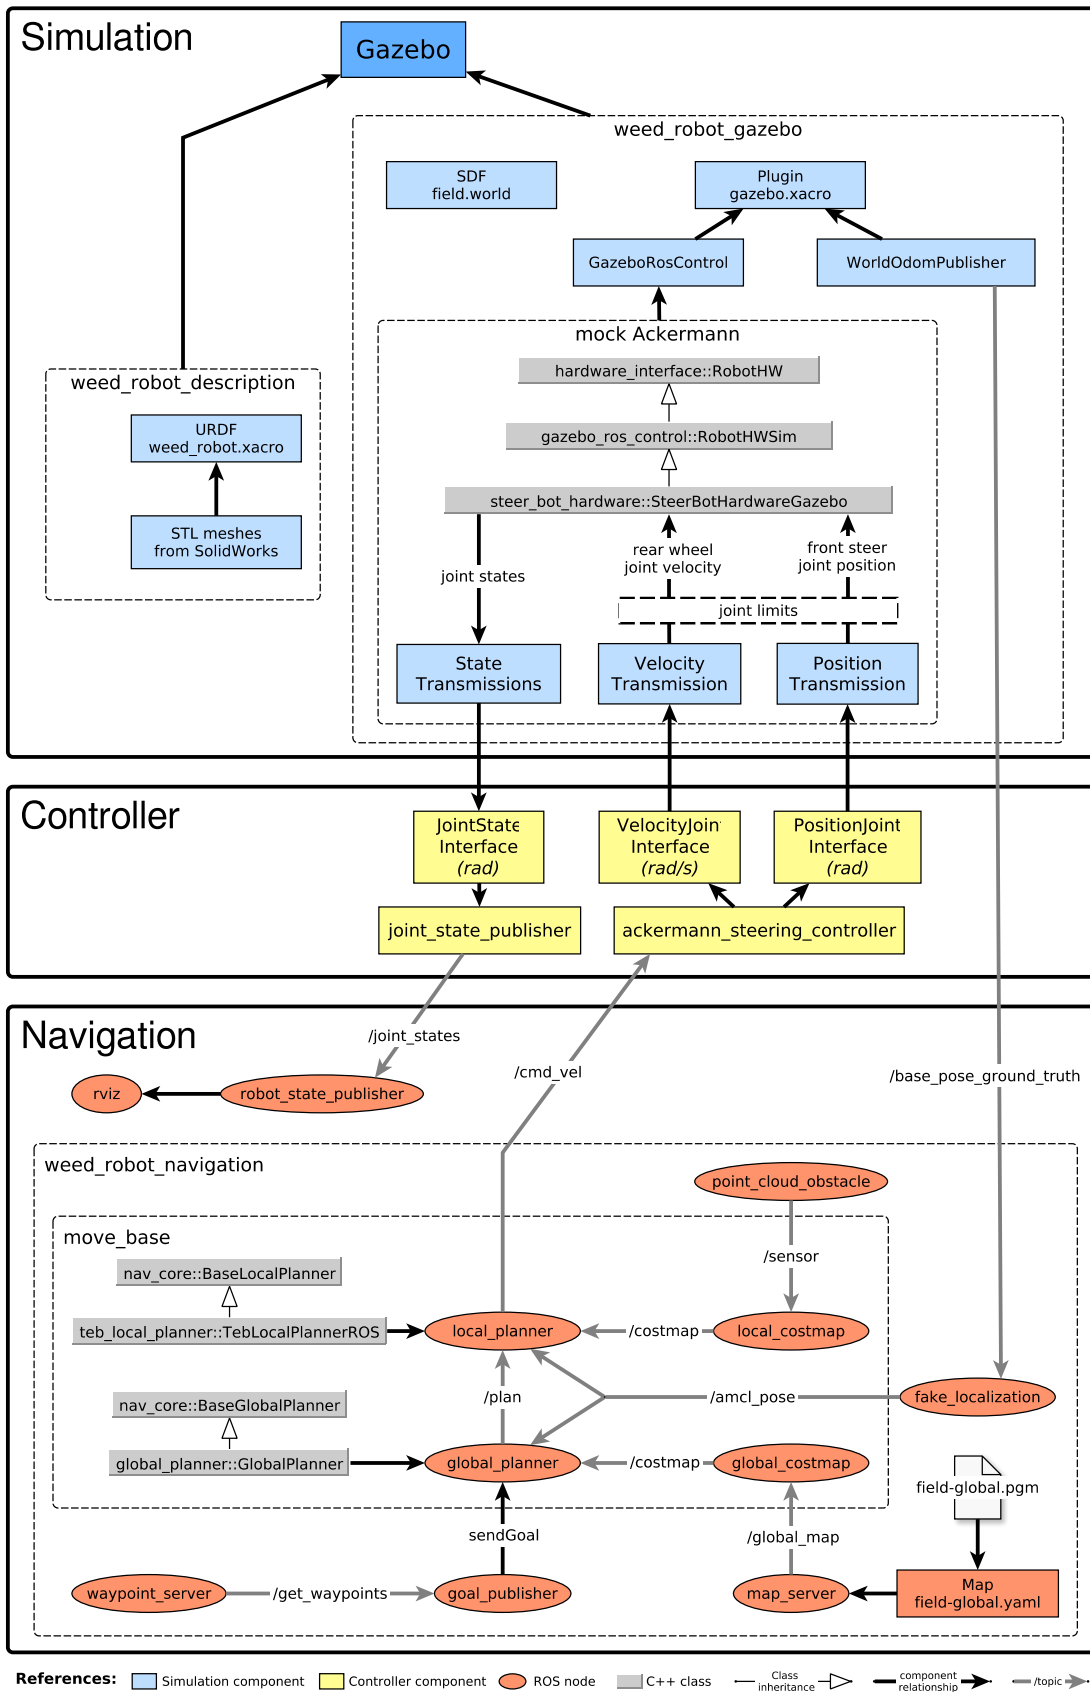 Simulation
Gazebo
weed_robot_gazebo
SDF
field.world
Plugin
gazebo.xacro
GazeboRosControl
WorldOdomPublisher
mock Ackermann
hardware_interface::RobotHW
gazebo_ros_control::RobotHWSim
steer_bot_hardware::SteerBotHardwareGazebo
weed_robot_description
URDF
weed_robot.xacro
STL meshes
from SolidWorks
joint states
rear wheel
joint velocity
front steer
joint position
joint limits
State
Transmissions
Velocity
Transmission
Position
Transmission
Controller
JointState
Interface
(rad)
VelocityJoint
Interface
(rad/s)
PositionJoint
Interface
(rad)
joint_state_publisher
ackermann_steering_controller
Navigation
/joint_states
/cmd_vel
/base_pose_ground_truth
rviz
robot_state_publisher
weed_robot_navigation
point_cloud_obstacle
move_base
/sensor
nav_core::BaseLocalPlanner
teb_local_planner::TebLocalPlannerROS
local_planner
/costmap
local_costmap
/plan
/amcl_pose
fake_localization
nav_core::BaseGlobalPlanner
global_planner::GlobalPlanner
global_planner
/costmap
global_costmap
field-global.pgm
sendGoal
/global_map
waypoint_server
/get_waypoints
goal_publisher
map_server
Map
field-global.yaml
References:
Simulation component
Controller component
ROS node
C++ class
Class
inheritance
component
relationship
/topic